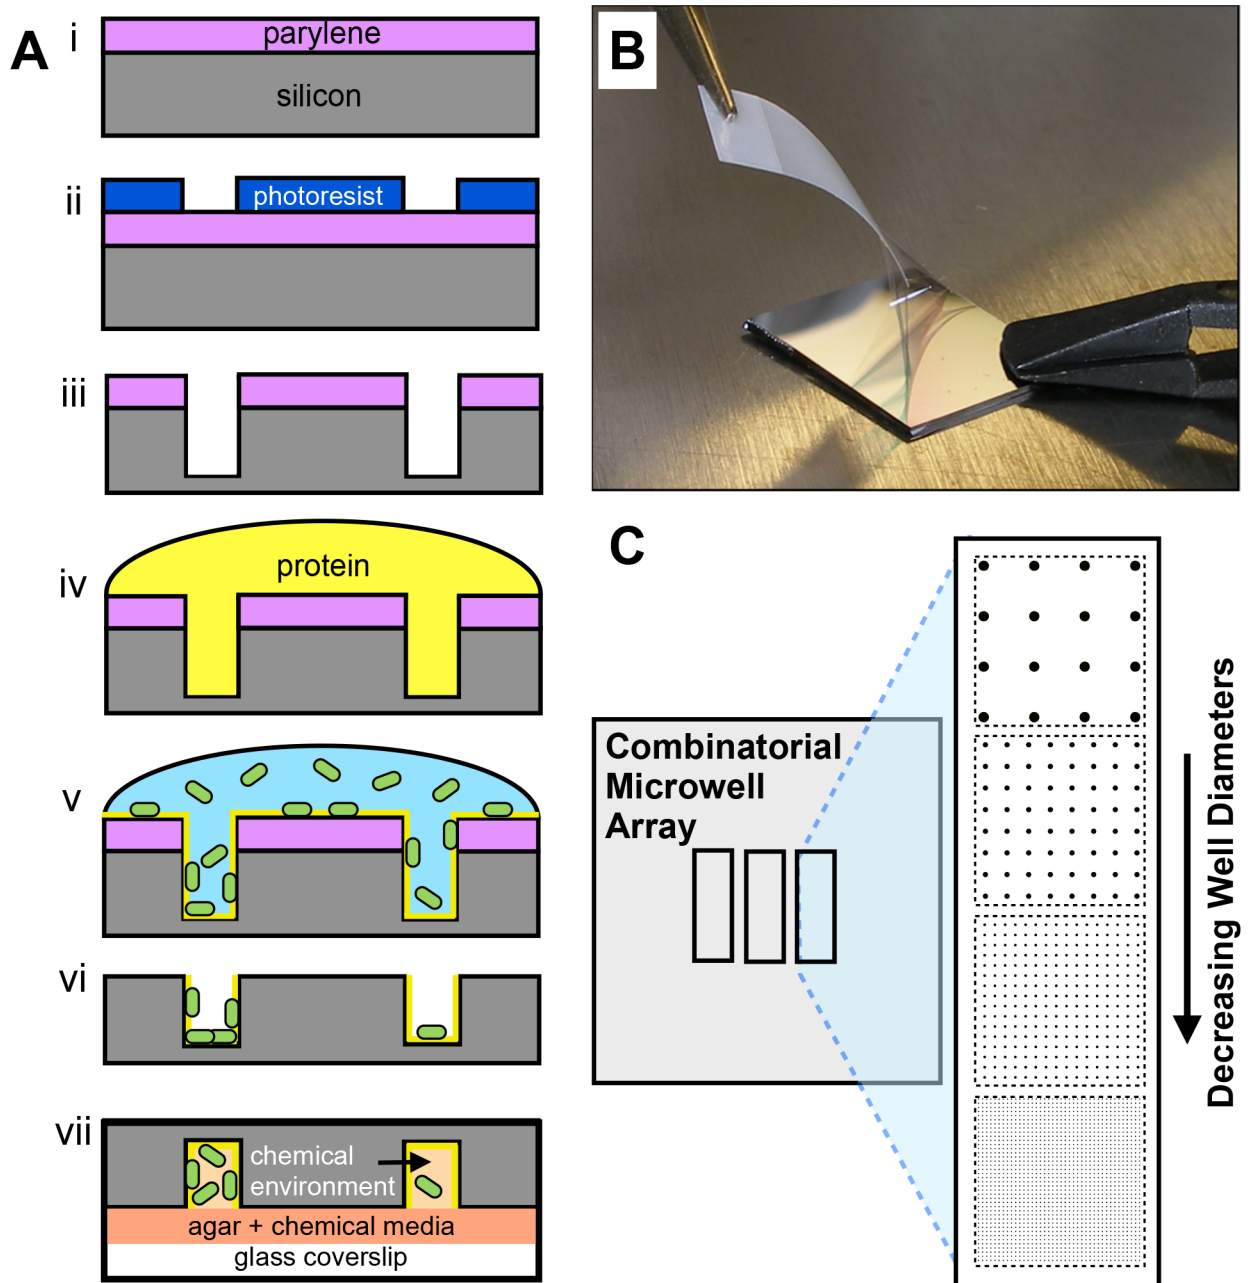 A
i
parylene
silicon
ii
photoresist
iii
iv
protein
v
vi
vii
chemical
environment
agar + chemical media
glass coverslip
B
C
Combinatorial
Microwell
Array
Decreasing Well Diameters